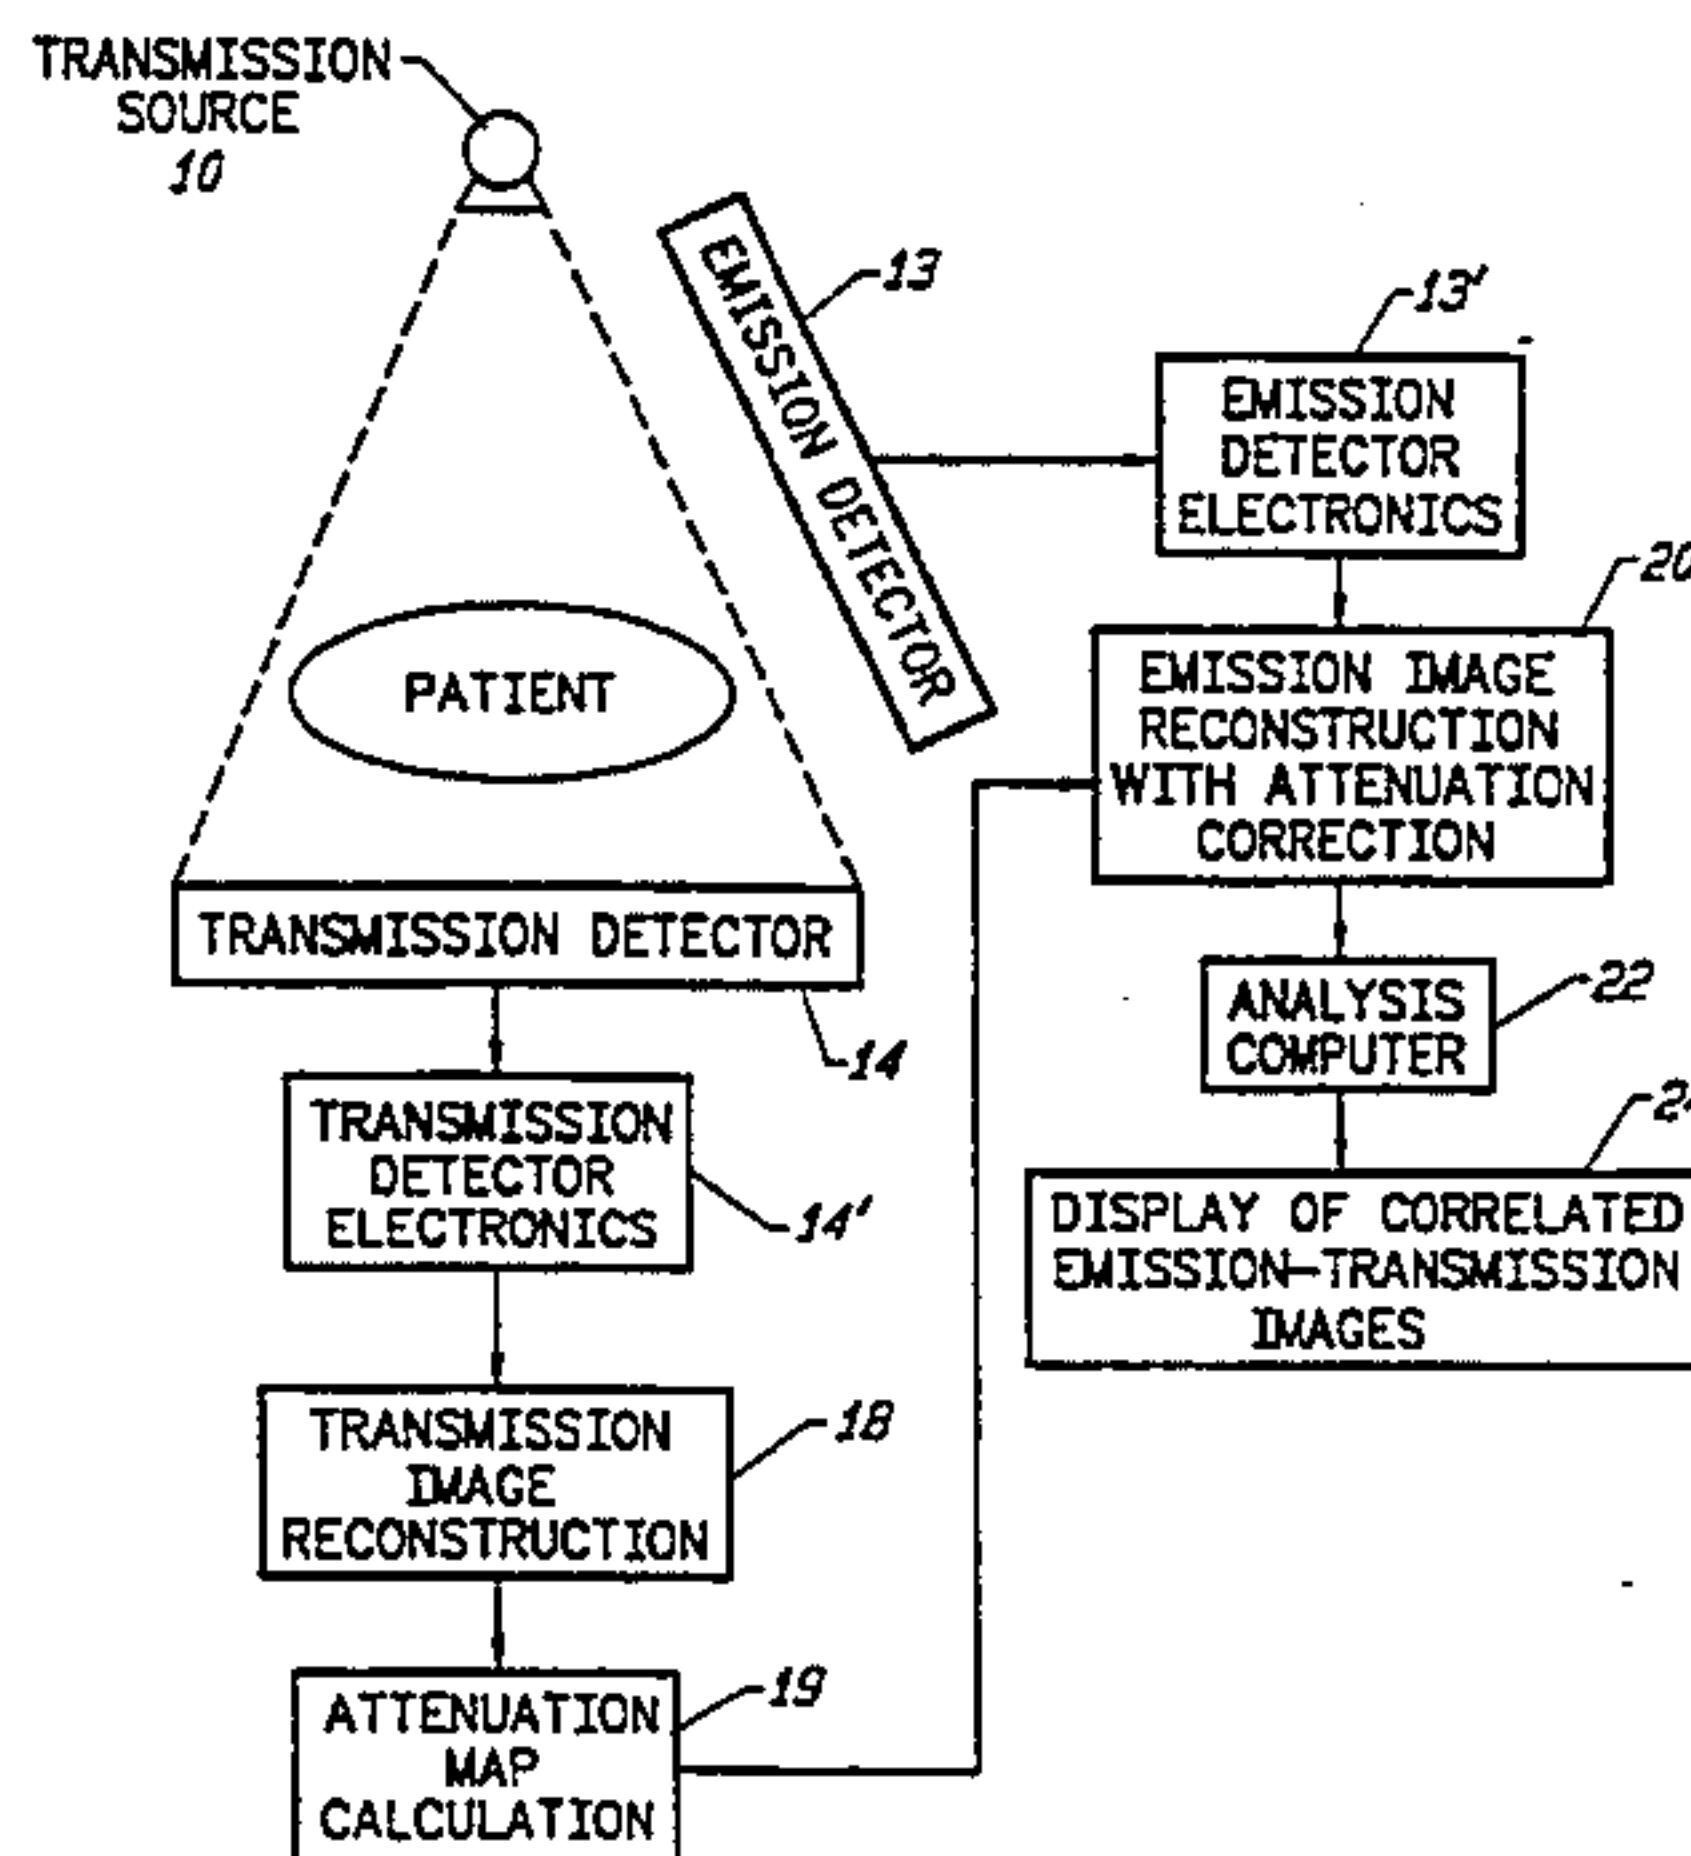 TRANSMISSION
SOURCE
10
EMISSION DETECTOR
13
13'
EMISSION
DETECTOR
ELECTRONICS
20
EMISSION IMAGE
RECONSTRUCTION
WITH ATTENUATION
CORRECTION
PATIENT
TRANSMISSION DETECTOR
14
ANALYSIS
COMPUTER
22
TRANSMISSION
DETECTOR
ELECTRONICS
14'
DISPLAY OF CORRELATED
EMISSION-TRANSMISSION
IMAGES
TRANSMISSION
IMAGE
RECONSTRUCTION
18
ATTENUATION
MAP
CALCULATION
19